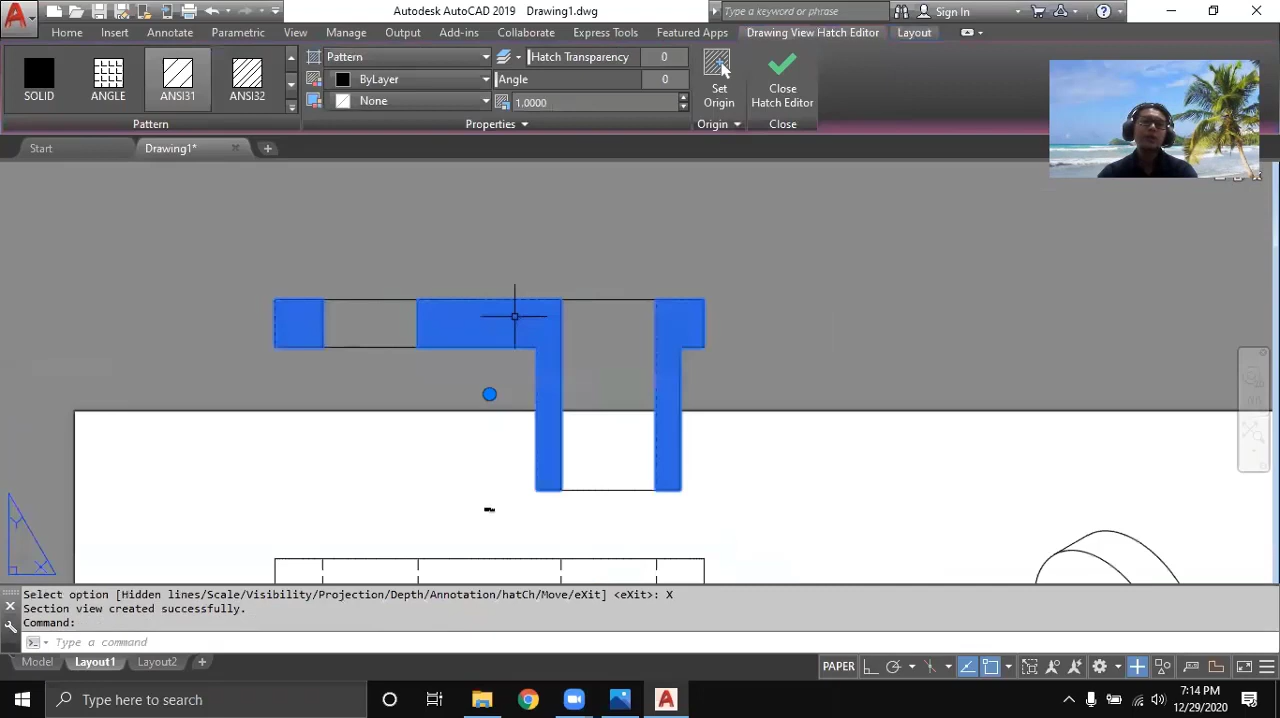 Autodesk AutoCAD 2019 Drawing1.dwg
Type a keyword or phrase
Sign In
Home Insert Annotate Parametric View Manage Output Add-ins Collaborate Express Tools Featured Apps Drawing View Hatch Editor Layout
SOLID ANGLE ANSI31 ANSI32
Pattern
Pattern
ByLayer
None
Hatch Transparency 0
Angle 0
1.0000
Properties
Set
Origin
Origin
Close
Hatch Editor
Close
Start Drawing1*
Y
X
Select option [Hidden lines/Scale/Visibility/Projection/Depth/Annotation/hatCh/Move/eXit] <eXit>: X
Section view created successfully.
Command:
Type a command
Model Layout1 Layout2
PAPER
Type here to search
7:14 PM
12/29/2020